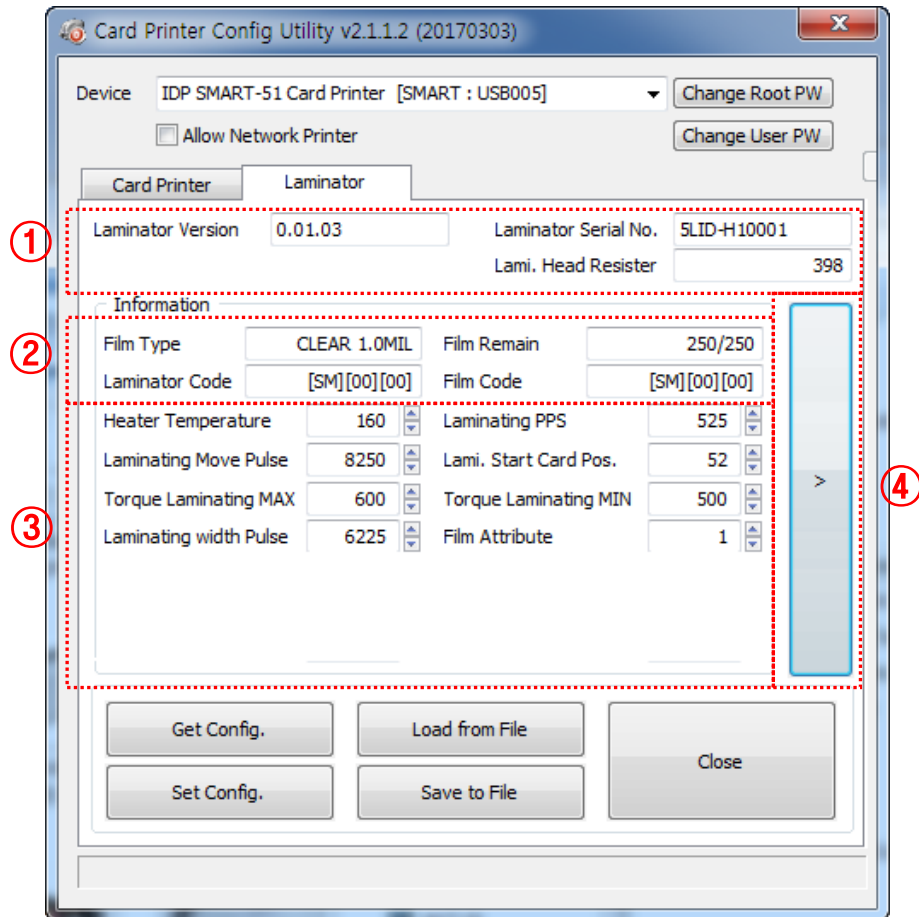 Card Printer Config Utility v2.1.1.2 (20170303)
Device IDP SMART-51 Card Printer [SMART : USB005] Change Root PW
Allow Network Printer Change User PW
Card Printer Laminator
① Laminator Version 0.01.03 Laminator Serial No. 5LID-H10001
Lami. Head Resister 398
Information
② Film Type CLEAR 1.0MIL Film Remain 250/250
Laminator Code [SM][00][00] Film Code [SM][00][00]
Heater Temperature 160 Laminating PPS 525
Laminating Move Pulse 8250 Lami. Start Card Pos. 52
> ④
③ Torque Laminating MAX 600 Torque Laminating MIN 500
Laminating width Pulse 6225 Film Attribute 1
Get Config. Load from File
Close
Set Config. Save to File